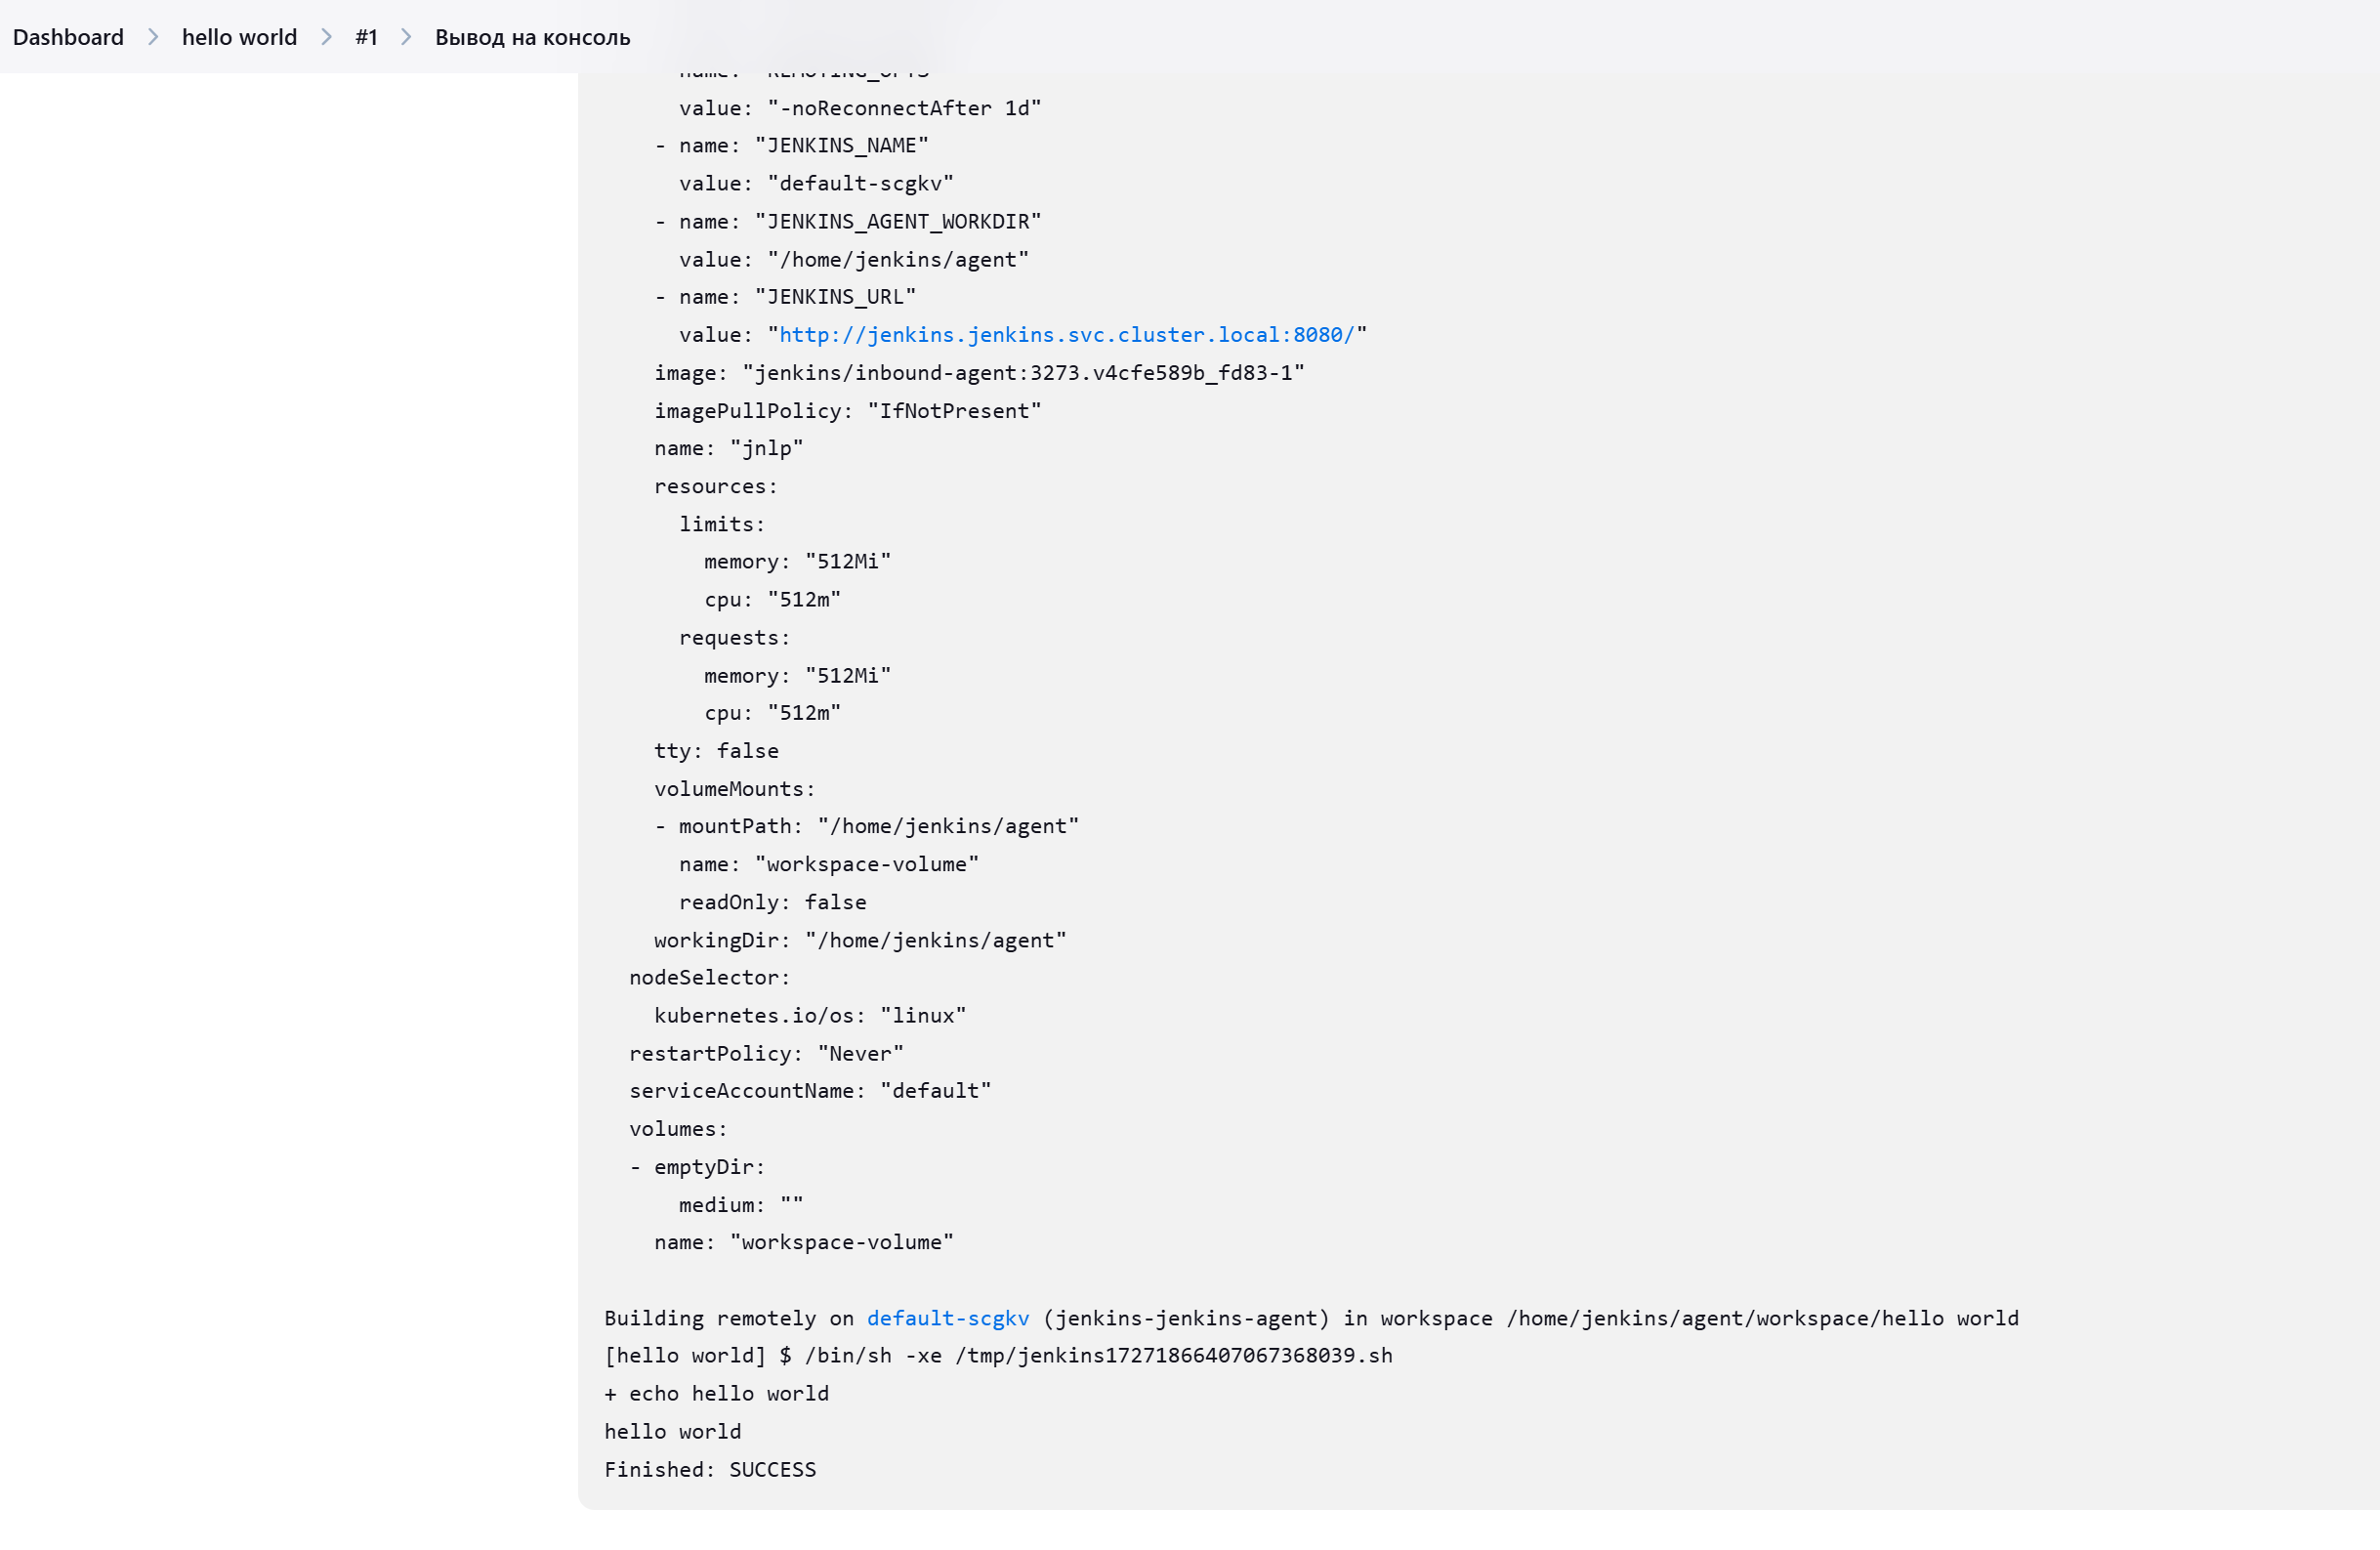 Dashboard > hello world > #1 > Вывод на консоль
name: "REMOTING_OPTS"
value: "-noReconnectAfter 1d"
- name: "JENKINS_NAME"
value: "default-scgkv"
- name: "JENKINS_AGENT_WORKDIR"
value: "/home/jenkins/agent"
- name: "JENKINS_URL"
value: "http://jenkins.jenkins.svc.cluster.local:8080/"
image: "jenkins/inbound-agent:3273.v4cfe589b_fd83-1"
imagePullPolicy: "IfNotPresent"
name: "jnlp"
resources:
limits:
memory: "512Mi"
cpu: "512m"
requests:
memory: "512Mi"
cpu: "512m"
tty: false
volumeMounts:
- mountPath: "/home/jenkins/agent"
name: "workspace-volume"
readOnly: false
workingDir: "/home/jenkins/agent"
nodeSelector:
kubernetes.io/os: "linux"
restartPolicy: "Never"
serviceAccountName: "default"
volumes:
- emptyDir:
medium: ""
name: "workspace-volume"
Building remotely on default-scgkv (jenkins-jenkins-agent) in workspace /home/jenkins/agent/workspace/hello world
[hello world] $ /bin/sh -xe /tmp/jenkins17271866407067368039.sh
+ echo hello world
hello world
Finished: SUCCESS